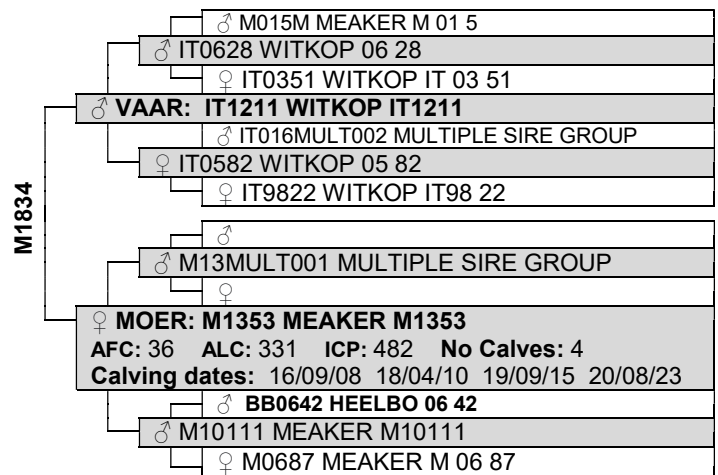 ♂ M015M MEAKER M 01 5
♂ IT0628 WITKOP 06 28
♀ IT0351 WITKOP IT 03 51
♂ VAAR: IT1211 WITKOP IT1211
♂ IT016MULT002 MULTIPLE SIRE GROUP
♀ IT0582 WITKOP 05 82
♀ IT9822 WITKOP IT98 22
M1834
♂
♂ M13MULT001 MULTIPLE SIRE GROUP
♀
♀ MOER: M1353 MEAKER M1353
AFC: 36 ALC: 331 ICP: 482 No Calves: 4
Calving dates: 16/09/08 18/04/10 19/09/15 20/08/23
♂ BB0642 HEELBO 06 42
♂ M10111 MEAKER M10111
♀ M0687 MEAKER M 06 87